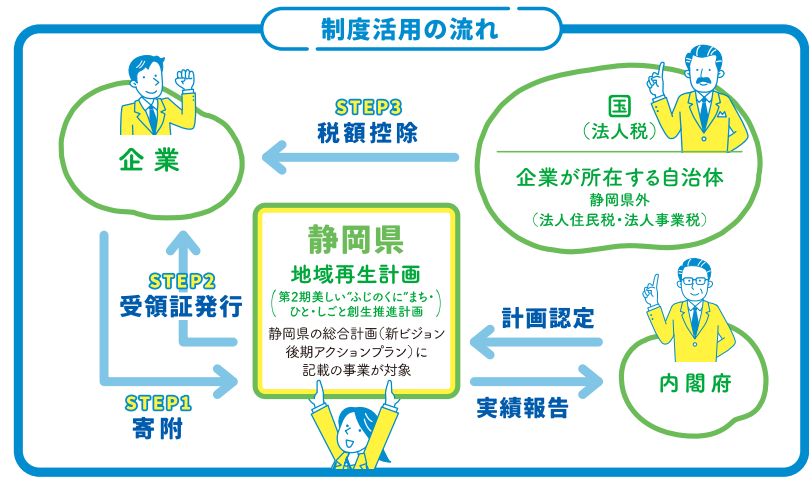 制度活用の流れ
企業
STEP3
税額控除
国
（法人税）
企業が所在する自治体
静岡県外
（法人住民税・法人事業税）
STEP2
受領証発行
STEP1
寄附
静岡県
地域再生計画
（第2期美しい“ふじのくに”まち・
ひと・しごと創生推進計画）
静岡県の総合計画（新ビジョン
後期アクションプラン）に
記載の事業が対象
計画認定
実績報告
内閣府